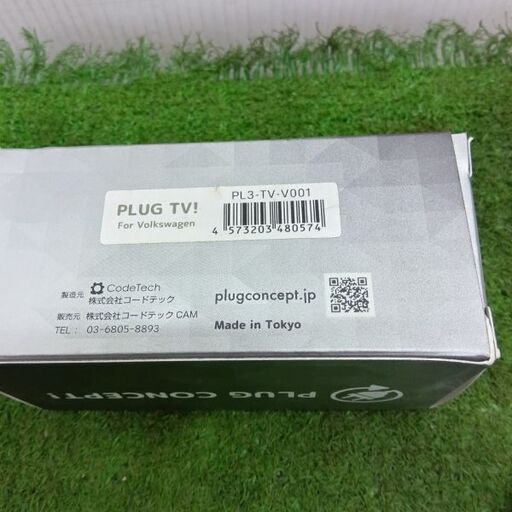 PLUG TV!
For Volkswagen
PL3-TV-V001
4 573203 480574
製造元 CodeTech
株式会社コードテック
販売元 株式会社コードテック CAM
TEL： 03-6805-8893
plugconcept.jp
Made in Tokyo
PLUG CONCEPT!